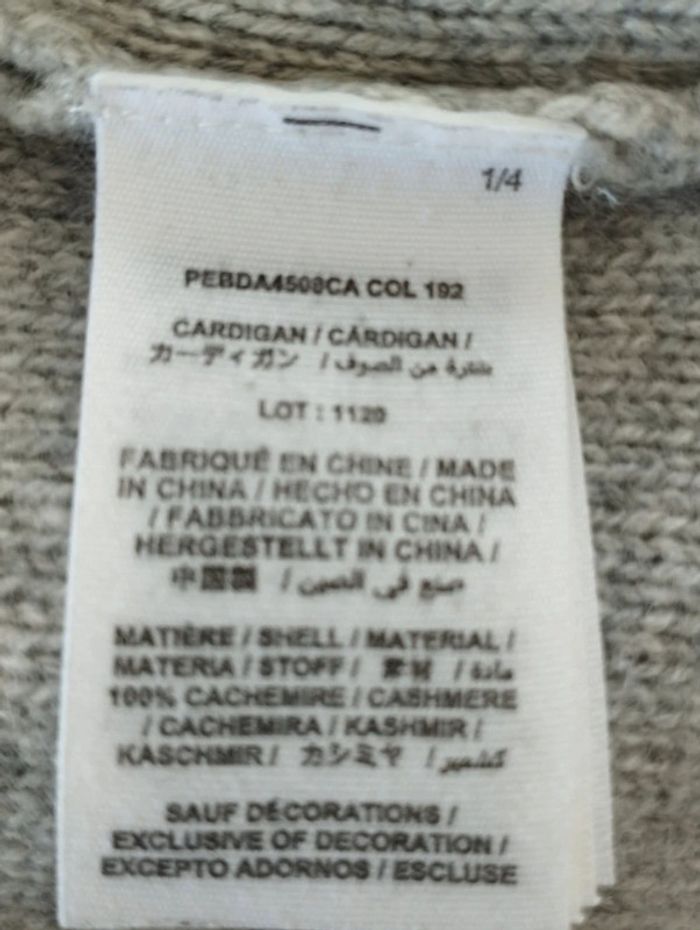 1/4
PEBDA4508CA COL 192
CARDIGAN / CÁRDIGAN /
カーディガン / سترة من الصوف
LOT : 1120
FABRIQUÉ EN CHINE / MADE
IN CHINA / HECHO EN CHINA
/ FABBRICATO IN CINA /
HERGESTELLT IN CHINA /
中国製 / صنع في الصين
MATIÈRE / SHELL / MATERIAL /
MATERIA / STOFF / 素材 / مادة
100% CACHEMIRE / CASHMERE
/ CACHEMIRA / KASHMIR /
KASCHMIR / カシミヤ / كشمير
SAUF DÉCORATIONS /
EXCLUSIVE OF DECORATION /
EXCEPTO ADORNOS / ESCLUSE